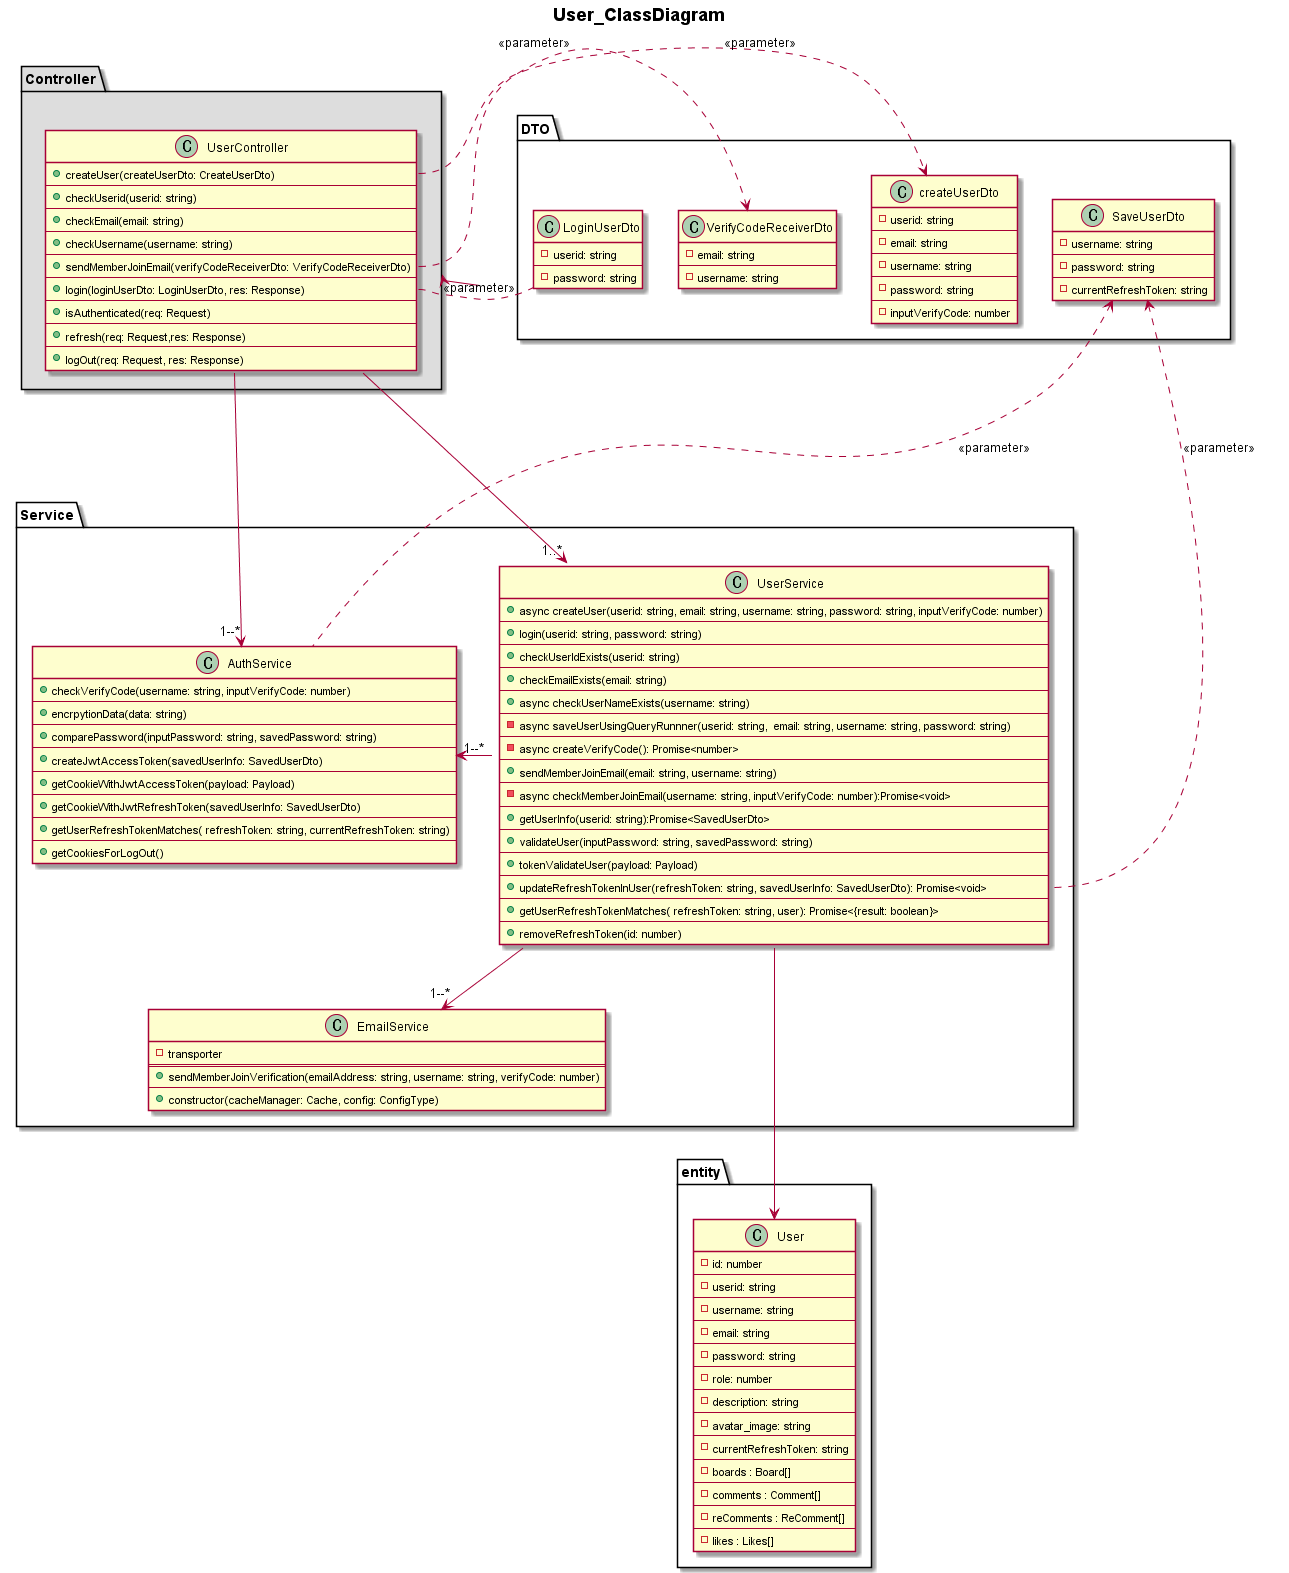 User_ClassDiagram
«parameter»
«parameter»
Controller
UserController
createUser(createUserDto: CreateUserDto)
checkUserid(userid: string)
checkEmail(email: string)
checkUsername(username: string)
sendMemberJoinEmail(verifyCodeReceiverDto: VerifyCodeReceiverDto)
login(loginUserDto: LoginUserDto, res: Response)
isAuthenticated(req: Request)
refresh(req: Request,res: Response)
logOut(req: Request, res: Response)
«parameter»
DTO
LoginUserDto
userid: string
password: string
VerifyCodeReceiverDto
email: string
username: string
createUserDto
userid: string
email: string
username: string
password: string
inputVerifyCode: number
SaveUserDto
username: string
password: string
currentRefreshToken: string
«parameter»
«parameter»
Service
1--*
1..*
AuthService
checkVerifyCode(username: string, inputVerifyCode: number)
encrpytionData(data: string)
comparePassword(inputPassword: string, savedPassword: string)
createJwtAccessToken(savedUserInfo: SavedUserDto)
getCookieWithJwtAccessToken(payload: Payload)
getCookieWithJwtRefreshToken(savedUserInfo: SavedUserDto)
getUserRefreshTokenMatches( refreshToken: string, currentRefreshToken: string)
getCookiesForLogOut()
1--*
UserService
async createUser(userid: string, email: string, username: string, password: string, inputVerifyCode: number)
login(userid: string, password: string)
checkUserIdExists(userid: string)
checkEmailExists(email: string)
async checkUserNameExists(username: string)
async saveUserUsingQueryRunnner(userid: string,  email: string, username: string, password: string)
async createVerifyCode(): Promise<number>
sendMemberJoinEmail(email: string, username: string)
async checkMemberJoinEmail(username: string, inputVerifyCode: number):Promise<void>
getUserInfo(userid: string):Promise<SavedUserDto>
validateUser(inputPassword: string, savedPassword: string)
tokenValidateUser(payload: Payload)
updateRefreshTokenInUser(refreshToken: string, savedUserInfo: SavedUserDto): Promise<void>
getUserRefreshTokenMatches( refreshToken: string, user): Promise<{result: boolean}>
removeRefreshToken(id: number)
1--*
EmailService
transporter
sendMemberJoinVerification(emailAddress: string, username: string, verifyCode: number)
constructor(cacheManager: Cache, config: ConfigType)
entity
User
id: number
userid: string
username: string
email: string
password: string
role: number
description: string
avatar_image: string
currentRefreshToken: string
boards : Board[]
comments : Comment[]
reComments : ReComment[]
likes : Likes[]